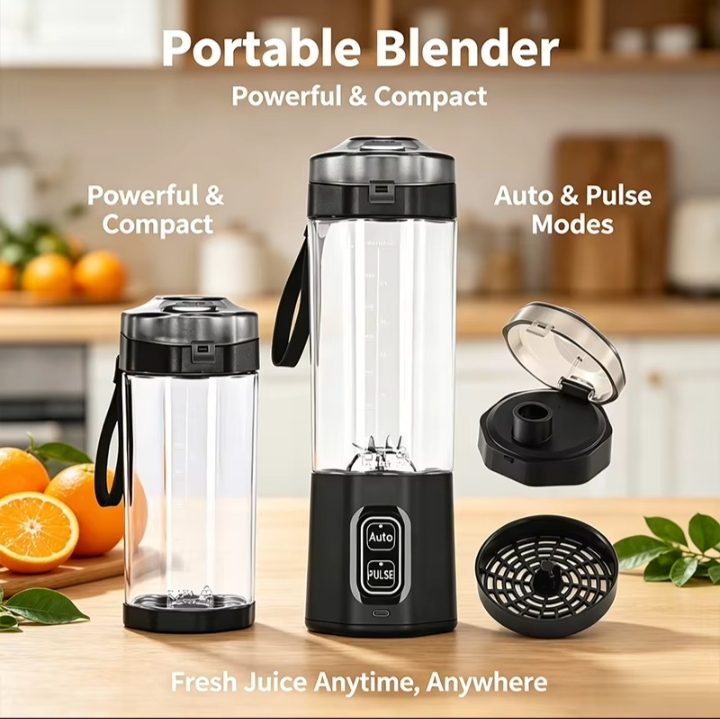 Portable Blender
Powerful & Compact
Powerful &
Compact
Auto & Pulse
Modes
Auto
PULSE
Fresh Juice Anytime, Anywhere